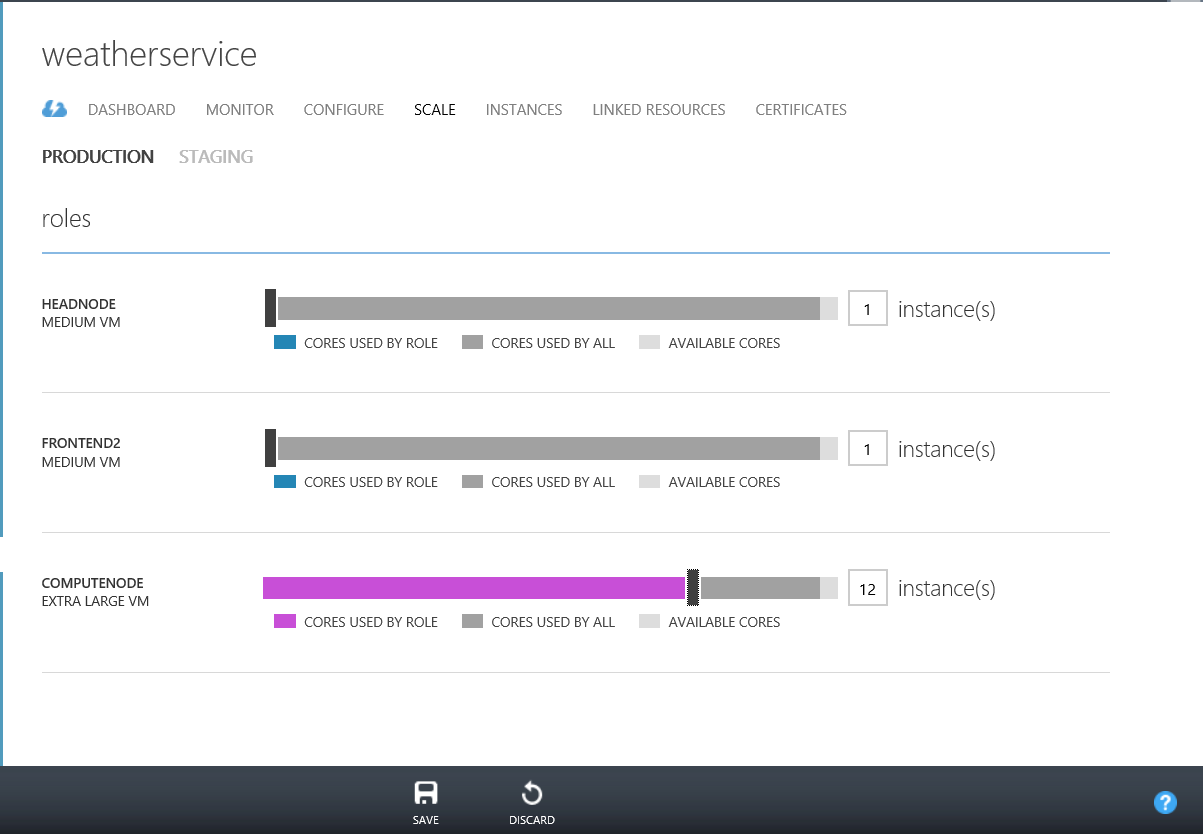 weatherservice
DASHBOARD MONITOR CONFIGURE SCALE INSTANCES LINKED RESOURCES CERTIFICATES
PRODUCTION STAGING
roles
HEADNODE
MEDIUM VM
1 instance(s)
CORES USED BY ROLE CORES USED BY ALL AVAILABLE CORES
FRONTEND2
MEDIUM VM
1 instance(s)
CORES USED BY ROLE CORES USED BY ALL AVAILABLE CORES
COMPUTENODE
EXTRA LARGE VM
12 instance(s)
CORES USED BY ROLE CORES USED BY ALL AVAILABLE CORES
SAVE DISCARD
?